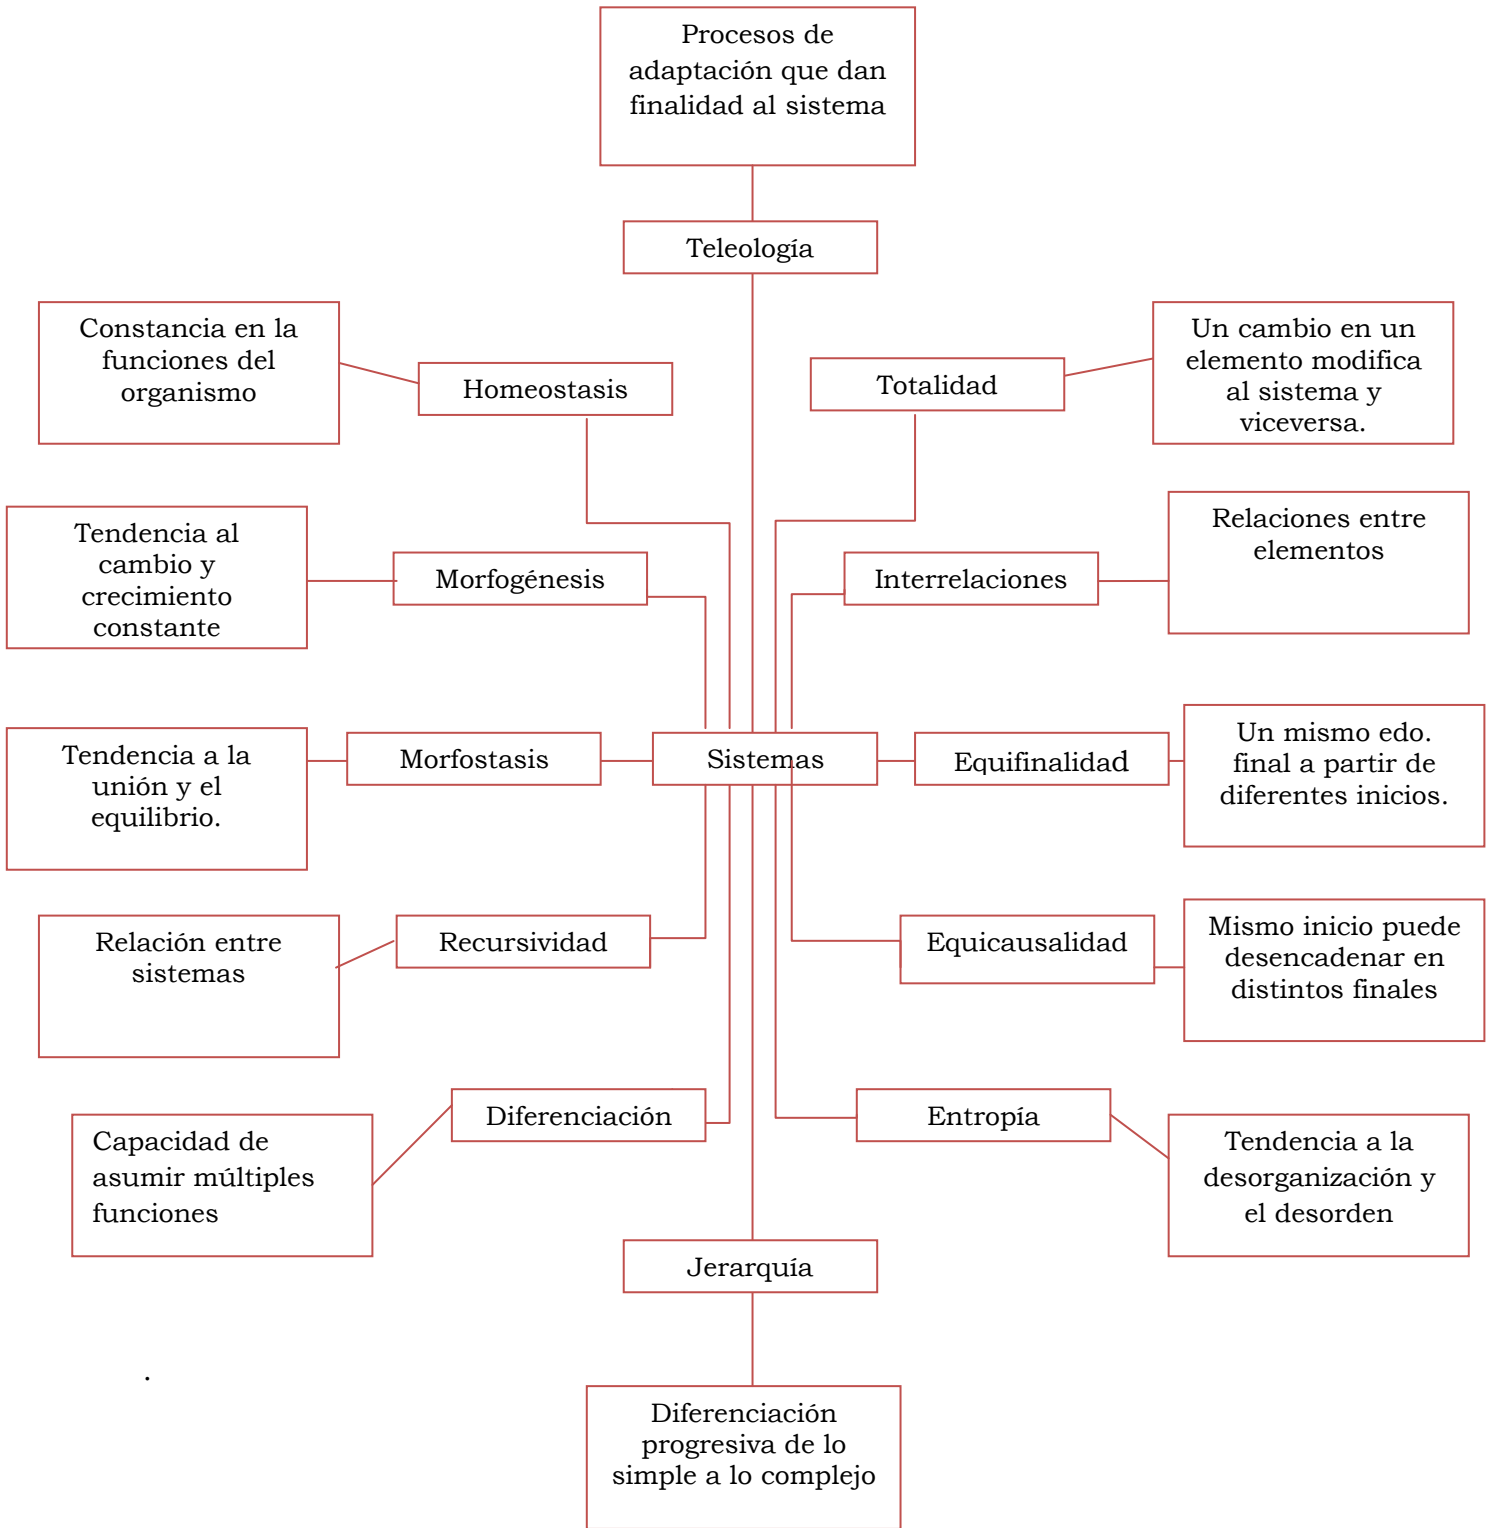 Procesos de
adaptación que dan
finalidad al sistema
Teleología
Constancia en la
funciones del
organismo
Homeostasis
Totalidad
Un cambio en un
elemento modifica
al sistema y
viceversa.
Tendencia al
cambio y
crecimiento
constante
Morfogénesis
Interrelaciones
Relaciones entre
elementos
Tendencia a la
unión y el
equilibrio.
Morfostasis
Sistemas
Equifinalidad
Un mismo edo.
final a partir de
diferentes inicios.
Relación entre
sistemas
Recursividad
Equicausalidad
Mismo inicio puede
desencadenar en
distintos finales
Capacidad de
asumir múltiples
funciones
Diferenciación
Entropía
Tendencia a la
desorganización y
el desorden
Jerarquía
.
Diferenciación
progresiva de lo
simple a lo complejo